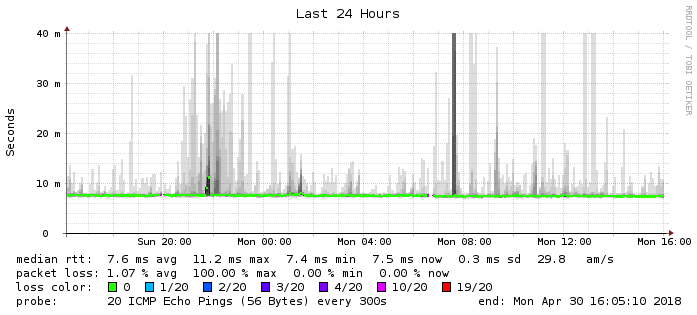 Last 24 Hours
RRDTOOL / TOBI OETIKER
Seconds
40 m
30 m
20 m
10 m
0
Sun 20:00 Mon 00:00 Mon 04:00 Mon 08:00 Mon 12:00 Mon 16:00
median rtt: 7.6 ms avg 11.2 ms max 7.4 ms min 7.5 ms now 0.3 ms sd 29.8 am/s
packet loss: 1.07 % avg 100.00 % max 0.00 % min 0.00 % now
loss color: 0 1/20 2/20 3/20 4/20 10/20 19/20
probe: 20 ICMP Echo Pings (56 Bytes) every 300s end: Mon Apr 30 16:05:10 2018